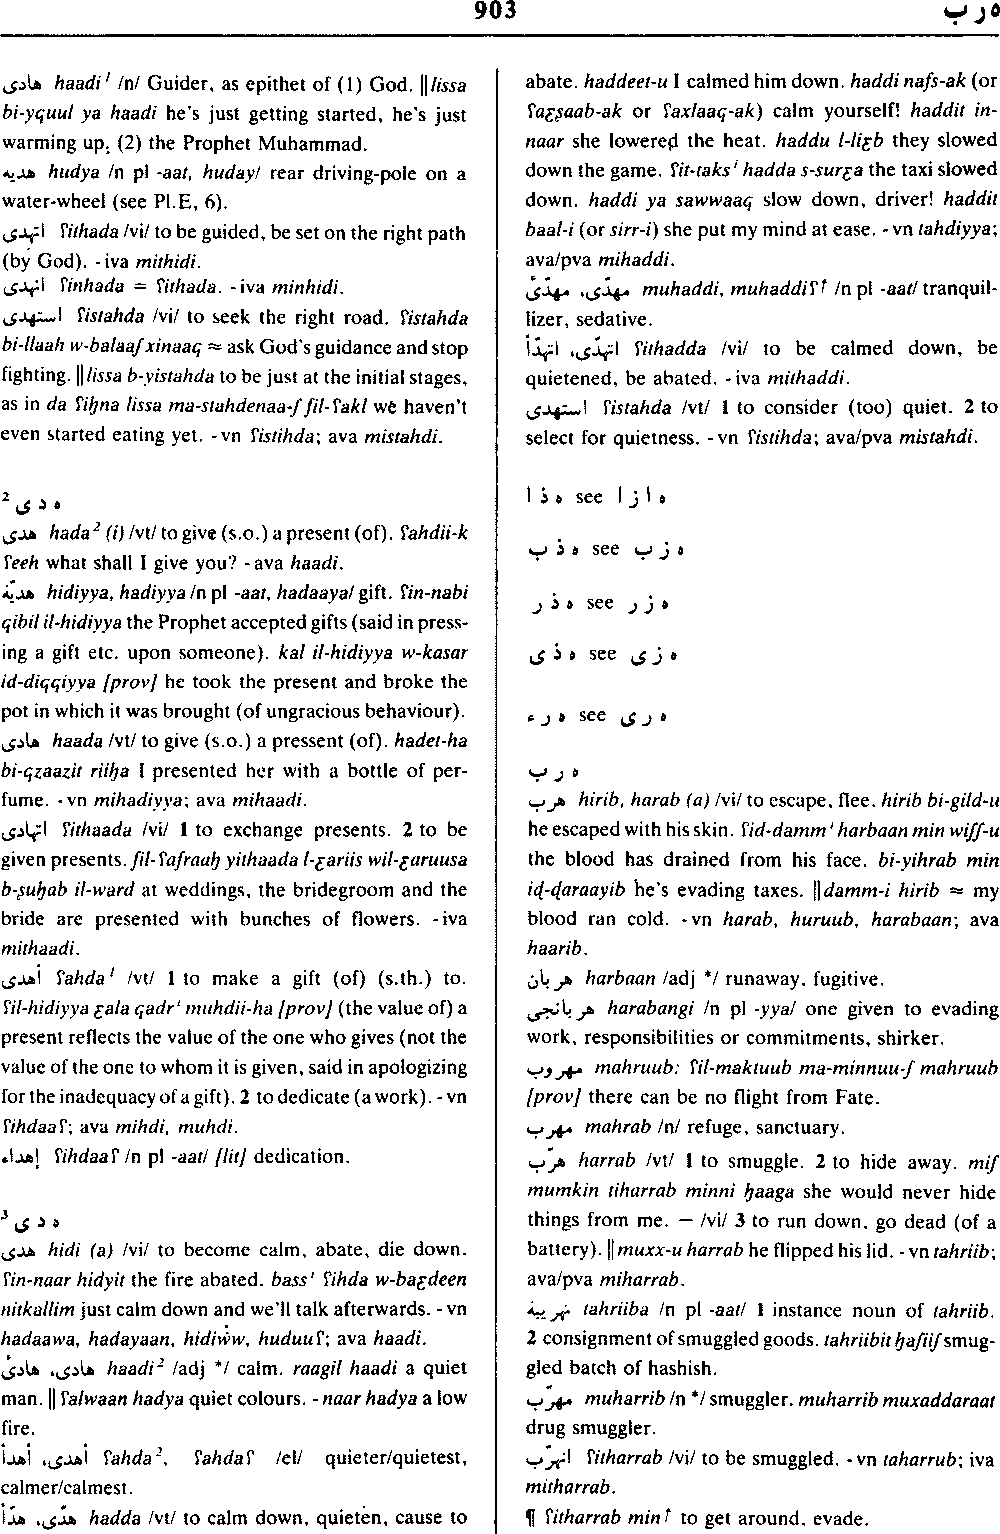 903
ه ر ب
هادى haadi¹ /n/ Guider, as epithet of (1) God. ‖lissa
bi-yquul ya haadi he's just getting started, he's just
warming up. (2) the Prophet Muhammad.
هديه hudya /n pl -aat, huday/ rear driving-pole on a
water-wheel (see Pl.E, 6).
اتهدى ʕithada /vi/ to be guided, be set on the right path
(by God). -iva mithidi.
انهدى ʕinhada = ʕithada. -iva minhidi.
استهدى ʕistahda /vi/ to seek the right road. ʕistahda
bi-llaah w-balaaʃ xinaaq ≈ ask God's guidance and stop
fighting. ‖lissa b-yistahda to be just at the initial stages,
as in da ʕiḥna lissa ma-stahdenaa-ʃ fil-ʕakl we haven't
even started eating yet. -vn ʕistihda; ava mistahdi.
ه د ى ²
هدى hada² (i) /vt/ to give (s.o.) a present (of). ʕahdii-k
ʕeeh what shall I give you? -ava haadi.
هديّة hidiyya, hadiyya /n pl -aat, hadaaya/ gift. ʕin-nabi
qibil il-hidiyya the Prophet accepted gifts (said in press-
ing a gift etc. upon someone). kal il-hidiyya w-kasar
id-diqqiyya [prov] he took the present and broke the
pot in which it was brought (of ungracious behaviour).
هادى haada /vt/ to give (s.o.) a pressent (of). hadet-ha
bi-qzaazit riiḥa I presented her with a bottle of per-
fume. -vn mihadiyya; ava mihaadi.
اتهادى ʕithaada /vi/ 1 to exchange presents. 2 to be
given presents. fil-ʕafraaḥ yithaada l-ȝariis wil-ȝaruusa
b-ṣuḥab il-ward at weddings, the bridegroom and the
bride are presented with bunches of flowers. -iva
mithaadi.
أهدى ʕahda¹ /vt/ 1 to make a gift (of) (s.th.) to.
ʕil-hidiyya ȝala qadrⁱ muhdii-ha [prov] (the value of) a
present reflects the value of the one who gives (not the
value of the one to whom it is given, said in apologizing
for the inadequacy of a gift). 2 to dedicate (a work). -vn
ʕihdaaʕ; ava mihdi, muhdi.
إهداء ʕihdaaʕ /n pl -aat/ [lit] dedication.
ه د ى ³
هدى hidi (a) /vi/ to become calm, abate, die down.
ʕin-naar hidyit the fire abated. bassⁱ ʕihda w-baȝdeen
nitkallim just calm down and we'll talk afterwards. -vn
hadaawa, hadayaan, hidiww, huduuʕ; ava haadi.
هادى، هادئ haadi² /adj */ calm. raagil haadi a quiet
man. ‖ʕalwaan hadya quiet colours. -naar hadya a low
fire.
أهدى، أهدأ ʕahda², ʕahdaʕ /el/ quieter/quietest,
calmer/calmest.
هدّى، هدّأ hadda /vt/ to calm down, quieten, cause to
abate. haddeet-u I calmed him down. haddi nafs-ak (or
ʕaȝṣaab-ak or ʕaxlaaq-ak) calm yourself! haddit in-
naar she lowered the heat. haddu l-liȝb they slowed
down the game. ʕit-taksⁱ hadda s-surȝa the taxi slowed
down. haddi ya sawwaaq slow down, driver! haddit
baal-i (or sirr-i) she put my mind at ease. -vn tahdiyya;
ava/pva mihaddi.
مهدّى، مهدّئ muhaddi, muhaddiʕ↑ /n pl -aat/ tranquil-
lizer, sedative.
اتهدّى، اتهدّأ ʕithadda /vi/ to be calmed down, be
quietened, be abated. -iva mithaddi.
استهدى ʕistahda /vt/ 1 to consider (too) quiet. 2 to
select for quietness. -vn ʕistihda; ava/pva mistahdi.
ه ا ز ا see ه ذ ا
ه ز ب see ه ذ ب
ه ز ر see ه ذ ر
ه ز ى see ه ذ ى
ه ر ى see ه ر ء
ه ر ب
هرب hirib, harab (a) /vi/ to escape, flee. hirib bi-gild-u
he escaped with his skin. ʕid-dammⁱ harbaan min wiʃʃ-u
the blood has drained from his face. bi-yihrab min
iḍ-ḍaraayib he's evading taxes. ‖damm-i hirib ≈ my
blood ran cold. -vn harab, huruub, harabaan; ava
haarib.
هربان harbaan /adj */ runaway, fugitive.
هربانجى harabangi /n pl -yya/ one given to evading
work, responsibilities or commitments, shirker.
مهروب mahruub: ʕil-maktuub ma-minnuu-ʃ mahruub
[prov] there can be no flight from Fate.
مهرب mahrab /n/ refuge, sanctuary.
هرّب harrab /vt/ 1 to smuggle. 2 to hide away. miʃ
mumkin tiharrab minni ḥaaga she would never hide
things from me. – /vi/ 3 to run down, go dead (of a
battery). ‖muxx-u harrab he flipped his lid. -vn tahriib;
ava/pva miharrab.
تهريبة tahriiba /n pl -aat/ 1 instance noun of tahriib.
2 consignment of smuggled goods. tahriibit ḥaʃiiʃ smug-
gled batch of hashish.
مهرّب muharrib /n */ smuggler. muharrib muxaddaraat
drug smuggler.
اتهرّب ʕitharrab /vi/ to be smuggled. -vn taharrub; iva
mitharrab.
¶ ʕitharrab min↑ to get around, evade.